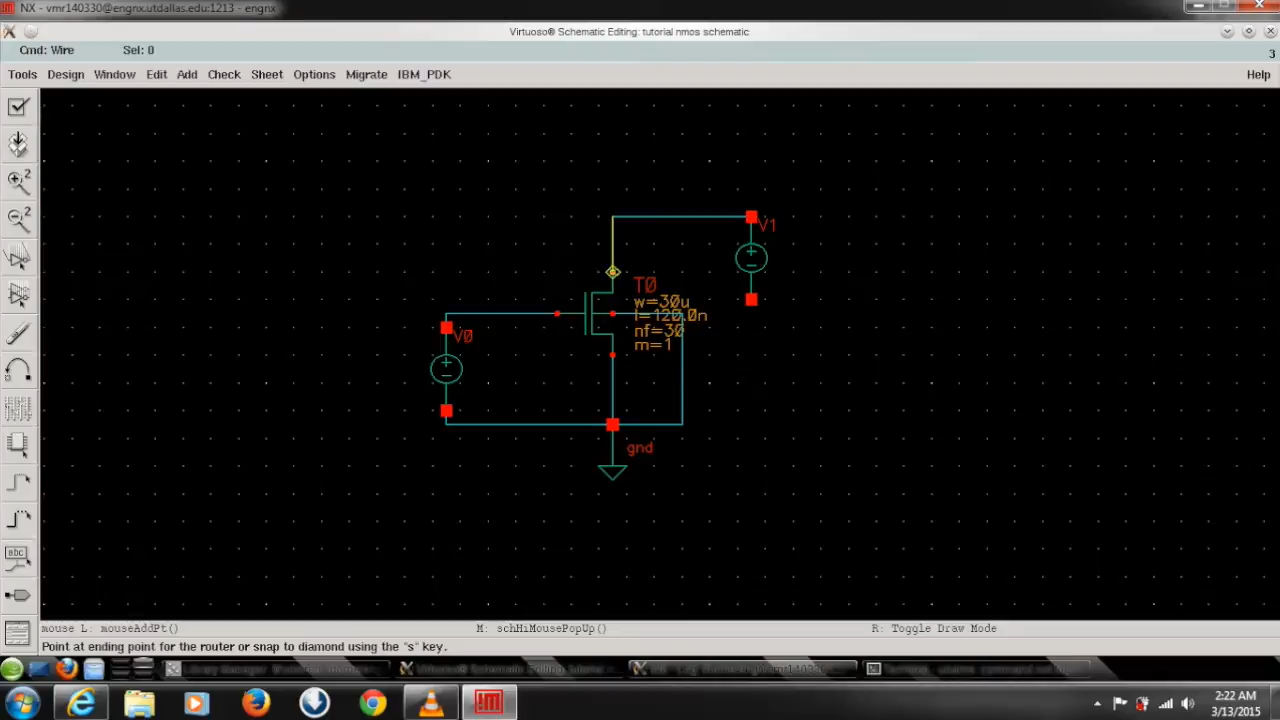 NX - vmr140330@engnx.utdallas.edu:1213 - engnx
Virtuoso® Schematic Editing: tutorial nmos schematic
Cmd: Wire Sel: 0
3
Tools Design Window Edit Add Check Sheet Options Migrate IBM_PDK Help
2
2
abc
V1
T0
w=30u
l=120.0n
nf=30
m=1
V0
gnd
mouse L: mouseAddPt() M: schHiMousePopUp() R: Toggle Draw Mode
Point at ending point for the router or snap to diamond using the "s" key.
2:22 AM
3/13/2015